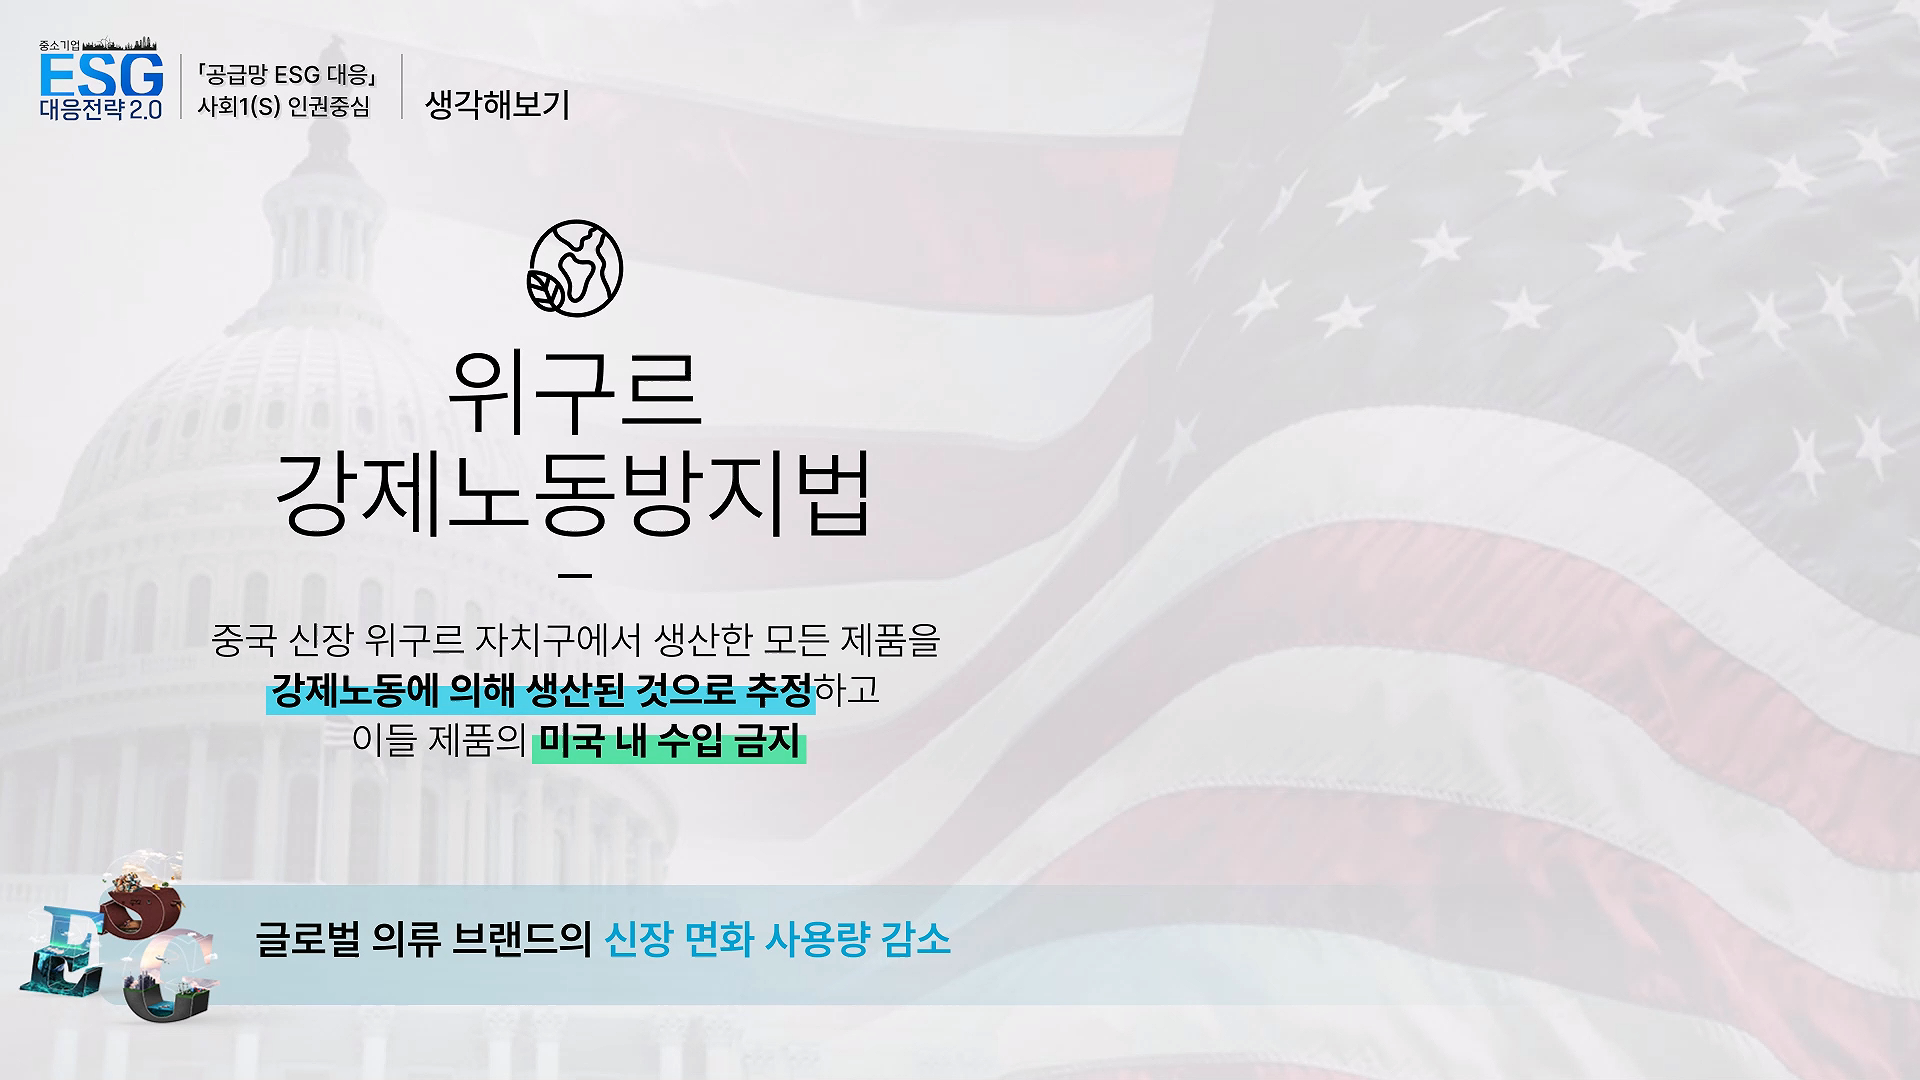 중소기업
ESG
대응전략 2.0
「공급망 ESG 대응」
사회1(S) 인권중심
생각해보기
위구르
강제노동방지법
중국 신장 위구르 자치구에서 생산한 모든 제품을
강제노동에 의해 생산된 것으로 추정하고
이들 제품의 미국 내 수입 금지
ESG
글로벌 의류 브랜드의 신장 면화 사용량 감소